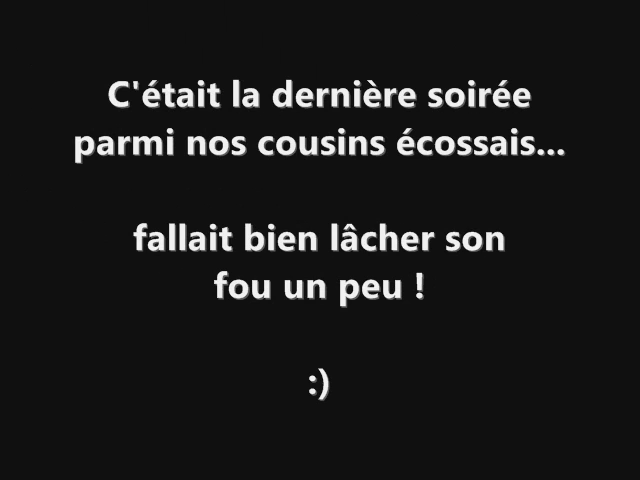 C'était la dernière soirée
parmi nos cousins écossais...
fallait bien lâcher son
fou un peu !
:)